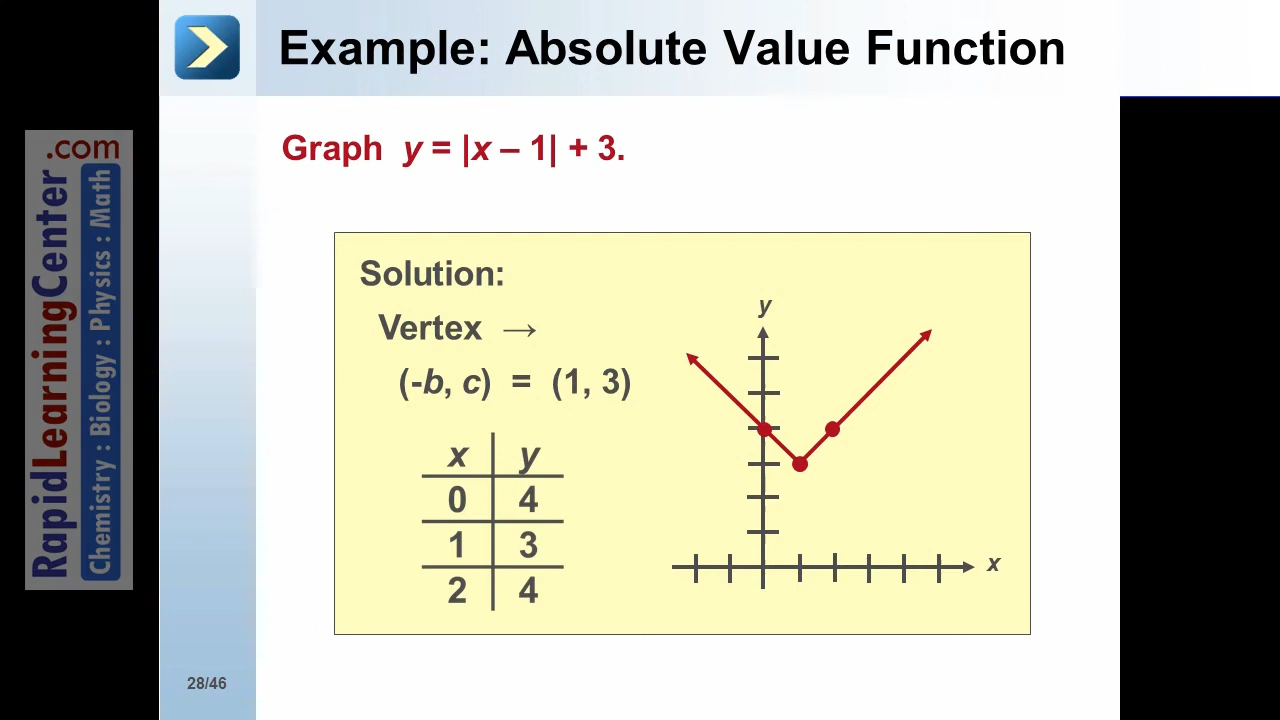 Example: Absolute Value Function
RapidLearningCenter.com
Chemistry : Biology : Physics : Math
Graph y = |x – 1| + 3.
Solution:
Vertex →
(-b, c) = (1, 3)
x y
0 4
1 3
2 4
y
x
28/46